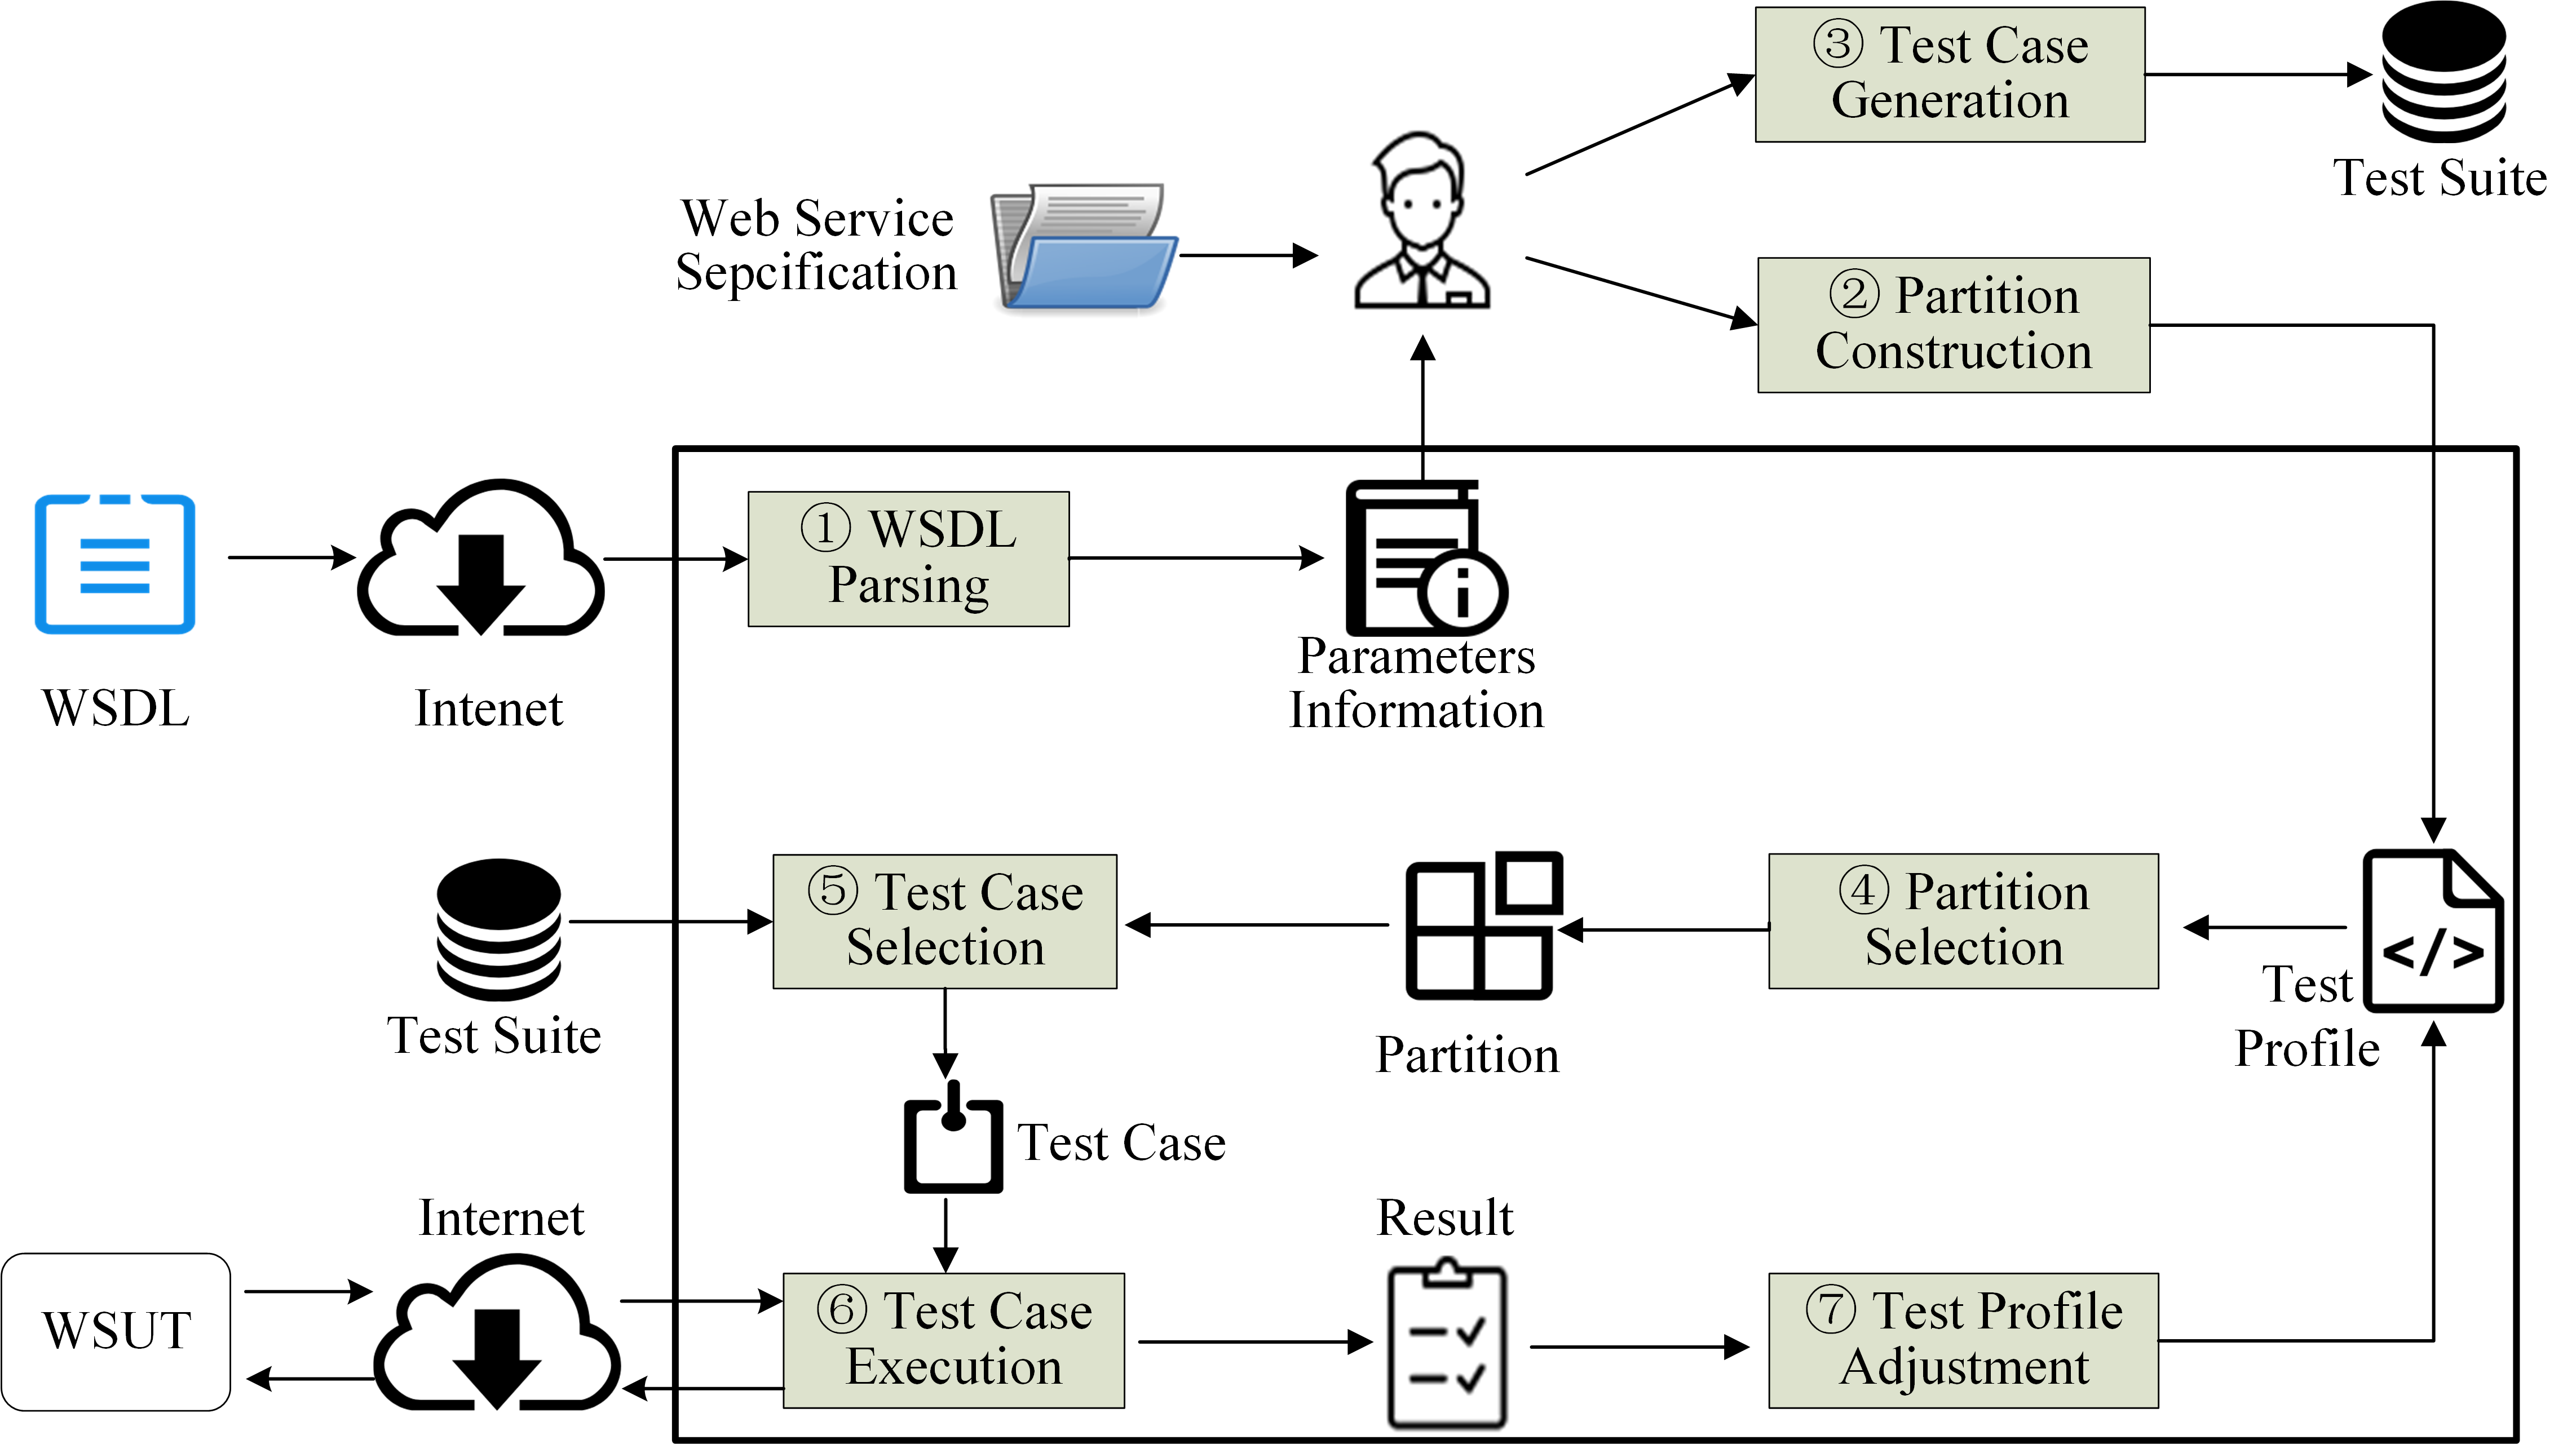 ③ Test Case
Generation
Test Suite
Web Service
Sepcification
② Partition
Construction
① WSDL
Parsing
WSDL
Intenet
Parameters
Information
⑤ Test Case
Selection
④ Partition
Selection
</>
Test
Profile
Test Suite
Partition
Test Case
Internet
Result
WSUT
⑥ Test Case
Execution
⑦ Test Profile
Adjustment